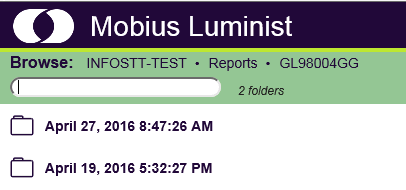 Mobius Luminist
Browse: INFOSTT-TEST • Reports • GL98004GG
2 folders
April 27, 2016 8:47:26 AM
April 19, 2016 5:32:27 PM